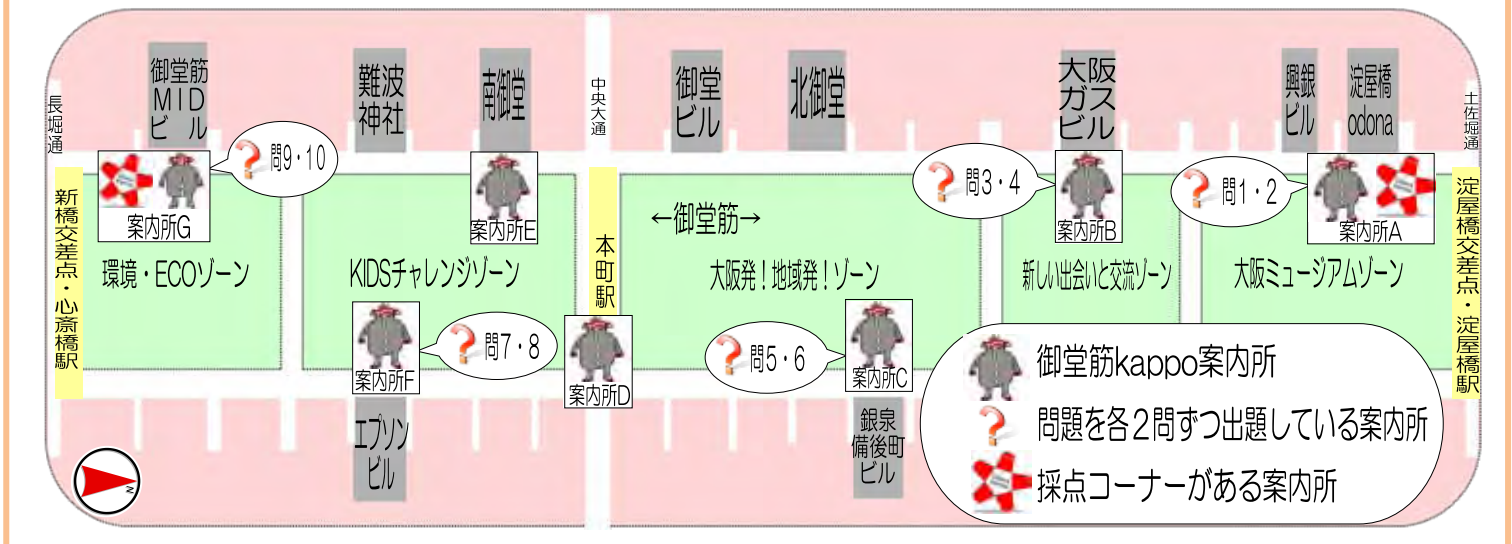 長堀通
御堂筋
MID
ビル
難波
神社
南御堂
中央大通
御堂
ビル
北御堂
大阪
ガス
ビル
興銀
ビル
淀屋橋
odona
土佐堀通
問9・10
案内所G
案内所E
問3・4
案内所B
問1・2
案内所A
新橋交差点・心斎橋駅
本町駅
←御堂筋→
淀屋橋交差点・淀屋橋駅
環境・ECOゾーン
KIDSチャレンジゾーン
大阪発！地域発！ゾーン
新しい出会いと交流ゾーン
大阪ミュージアムゾーン
案内所F
問7・8
案内所D
問5・6
案内所C
エプソン
ビル
銀泉
備後町
ビル
御堂筋kappo案内所
問題を各2問ずつ出題している案内所
採点コーナーがある案内所
N